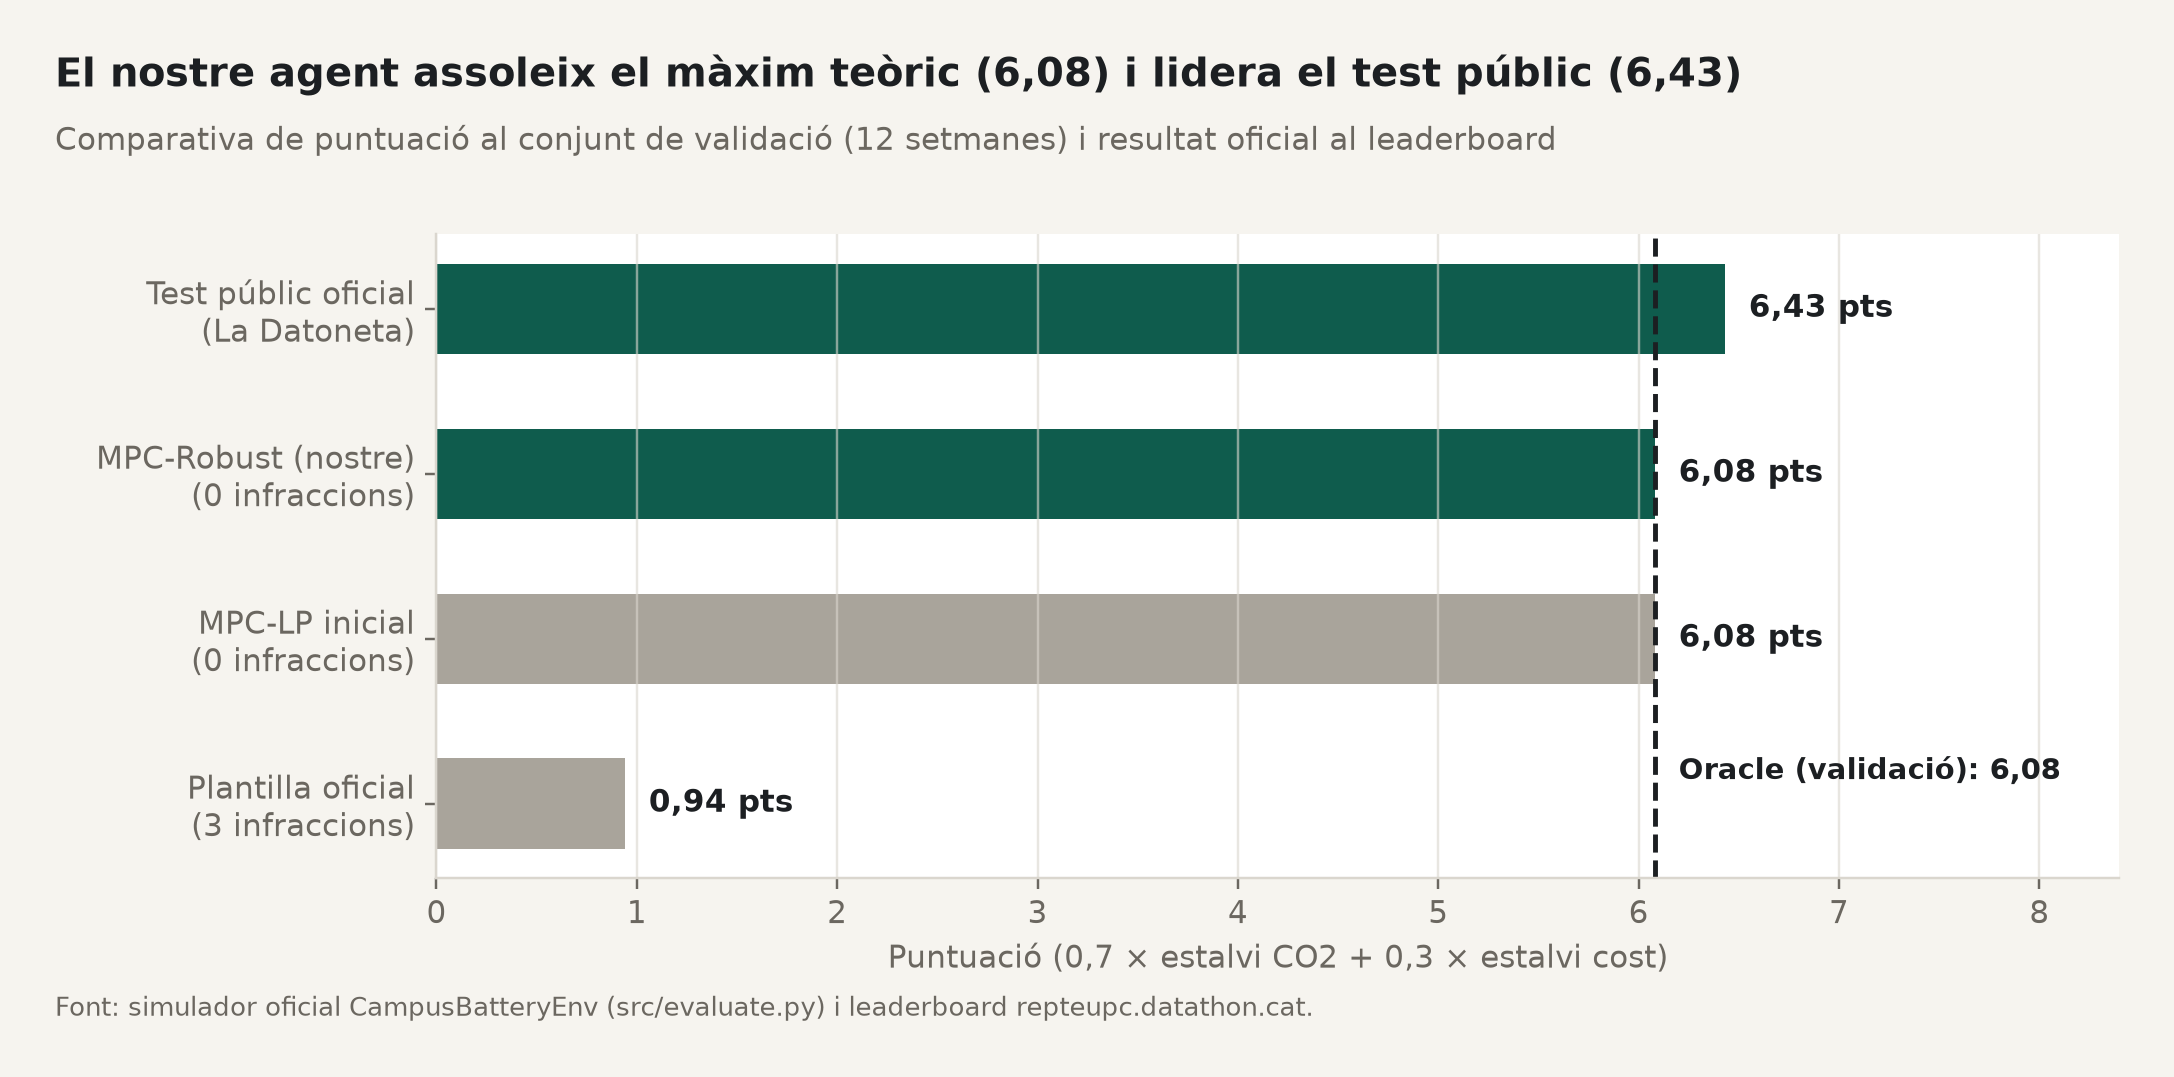 El nostre agent assoleix el màxim teòric (6,08) i lidera el test públic (6,43)
Comparativa de puntuació al conjunt de validació (12 setmanes) i resultat oficial al leaderboard
Test públic oficial
(La Datoneta)
6,43 pts
MPC-Robust (nostre)
(0 infraccions)
6,08 pts
MPC-LP inicial
(0 infraccions)
6,08 pts
Plantilla oficial
(3 infraccions)
0,94 pts
Oracle (validació): 6,08
0 1 2 3 4 5 6 7 8
Puntuació (0,7 × estalvi CO2 + 0,3 × estalvi cost)
Font: simulador oficial CampusBatteryEnv (src/evaluate.py) i leaderboard repteupc.datathon.cat.